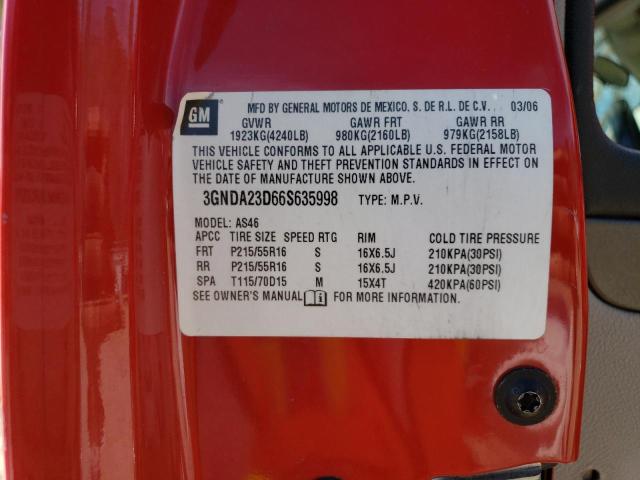 GM
MFD BY GENERAL MOTORS DE MEXICO, S. DE R.L. DE C.V. 03/06
GVWR GAWR FRT GAWR RR
1923KG(4240LB) 980KG(2160LB) 979KG(2158LB)
THIS VEHICLE CONFORMS TO ALL APPLICABLE U.S. FEDERAL MOTOR
VEHICLE SAFETY AND THEFT PREVENTION STANDARDS IN EFFECT ON
THE DATE OF MANUFACTURE SHOWN ABOVE.
3GNDA23D66S635998 TYPE: M.P.V.
MODEL: AS46
APCC TIRE SIZE SPEED RTG RIM COLD TIRE PRESSURE
FRT P215/55R16 S 16X6.5J 210KPA(30PSI)
RR P215/55R16 S 16X6.5J 210KPA(30PSI)
SPA T115/70D15 M 15X4T 420KPA(60PSI)
SEE OWNER'S MANUAL FOR MORE INFORMATION.